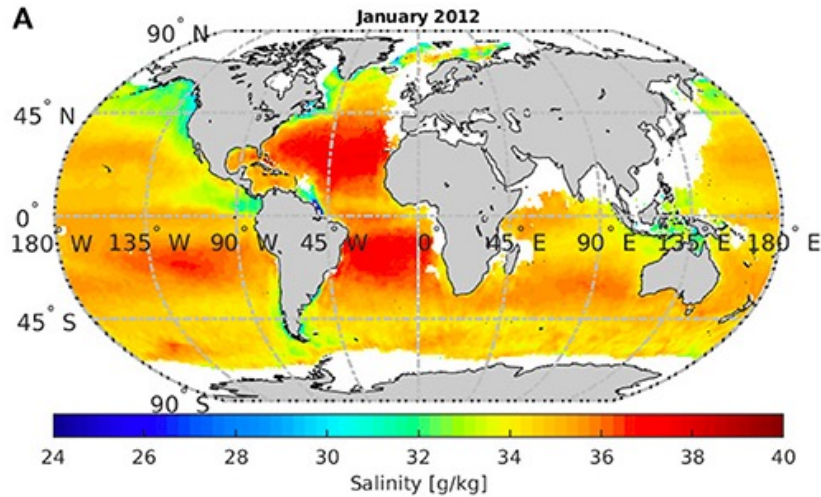 A
January 2012
90° N
45° N
0°
180° W 135° W 90° W 45° W 0° 45° E 90° E 135° E 180° E
45° S
90° S
24 26 28 30 32 34 36 38 40
Salinity [g/kg]